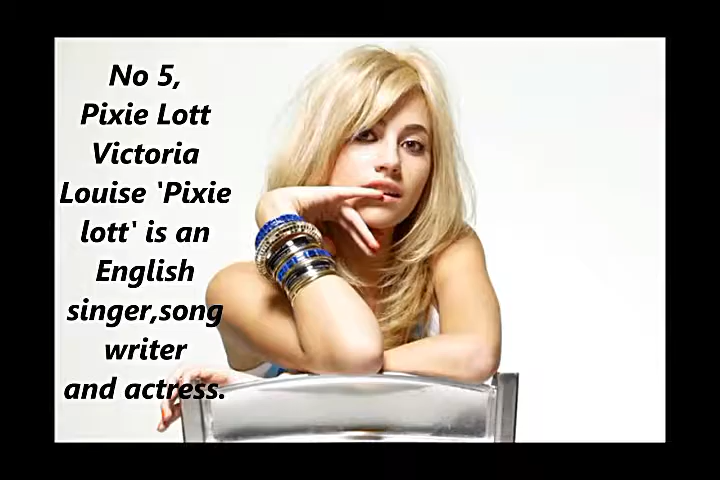 No 5,
Pixie Lott
Victoria
Louise 'Pixie
lott' is an
English
singer,song
writer
and actress.